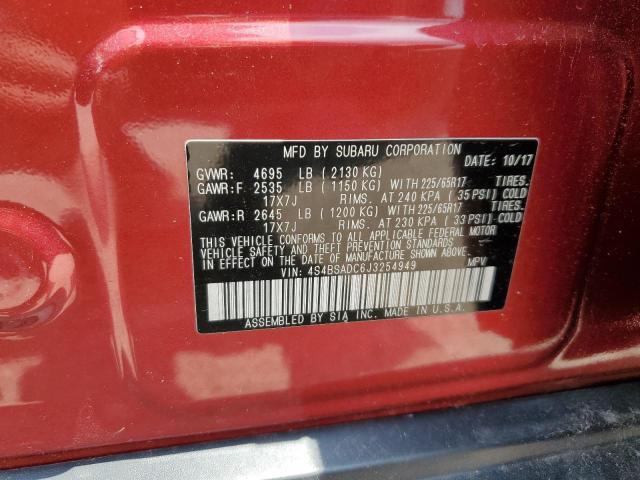 MFD BY SUBARU CORPORATION
DATE: 10/17
GVWR: 4695 LB ( 2130 KG)
GAWR:F 2535 LB ( 1150 KG) WITH 225/65R17 TIRES.
17X7J RIMS. AT 240 KPA ( 35 PSI) COLD
GAWR:R 2645 LB ( 1200 KG) WITH 225/65R17 TIRES.
17X7J RIMS. AT 230 KPA ( 33 PSI) COLD
THIS VEHICLE CONFORMS TO ALL APPLICABLE FEDERAL MOTOR
VEHICLE SAFETY STANDARDS IN EFFECT ON THE
DATE OF MANUFACTURE SHOWN ABOVE.
VIN: 4S4BSADC6J3254949 MPV
ASSEMBLED BY SIA INC. MADE IN U.S.A.